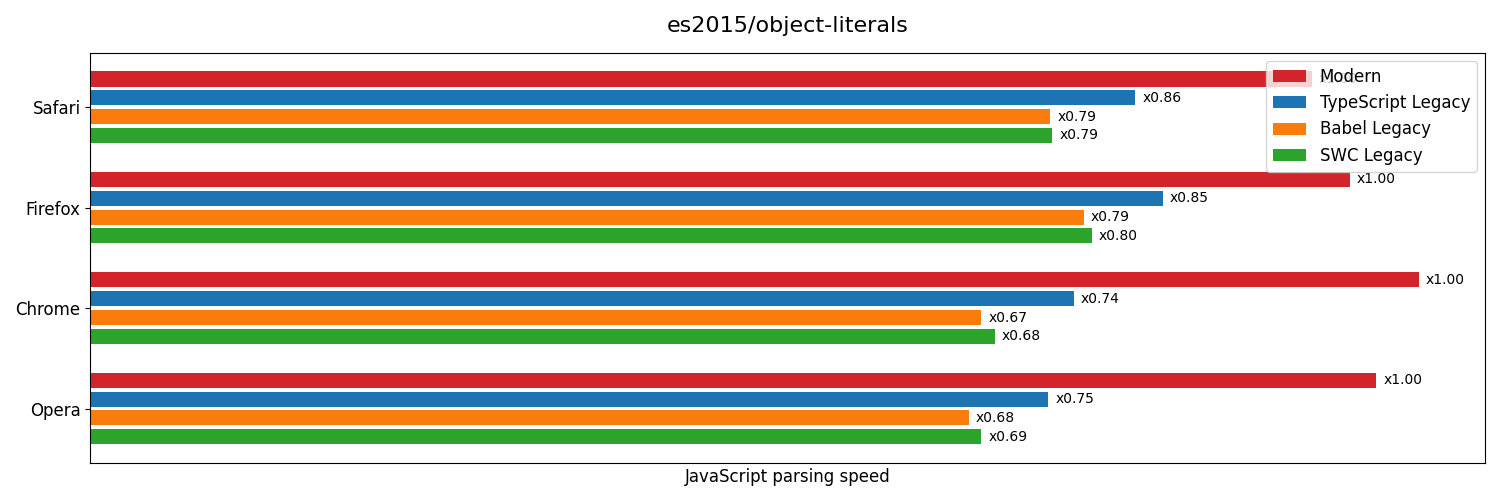 es2015/object-literals
Modern
TypeScript Legacy
Babel Legacy
SWC Legacy
Safari
x0.86
x0.79
x0.79
Firefox
x1.00
x0.85
x0.79
x0.80
Chrome
x1.00
x0.74
x0.67
x0.68
Opera
x1.00
x0.75
x0.68
x0.69
JavaScript parsing speed